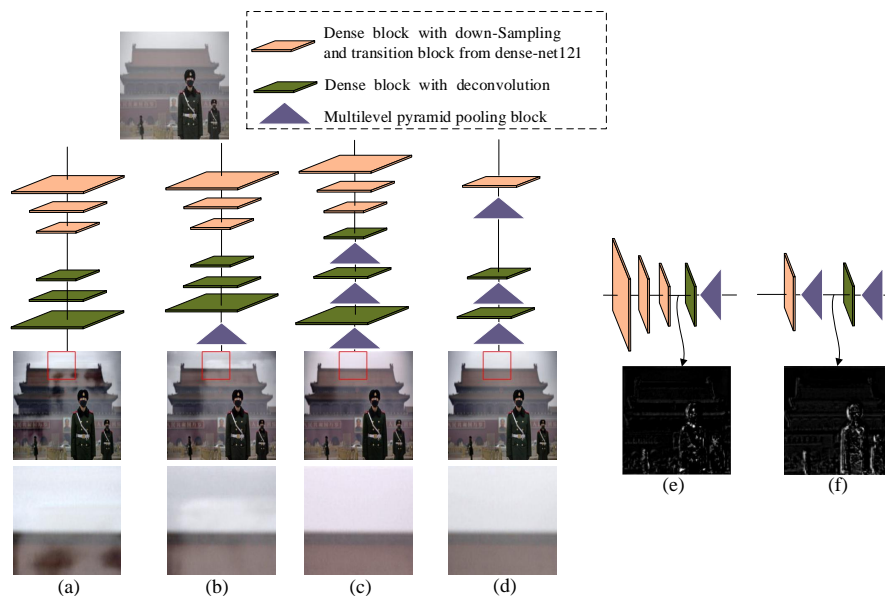 Dense block with down-Sampling
and transition block from dense-net121
Dense block with deconvolution
Multilevel pyramid pooling block
(e)
(f)
(a)
(b)
(c)
(d)